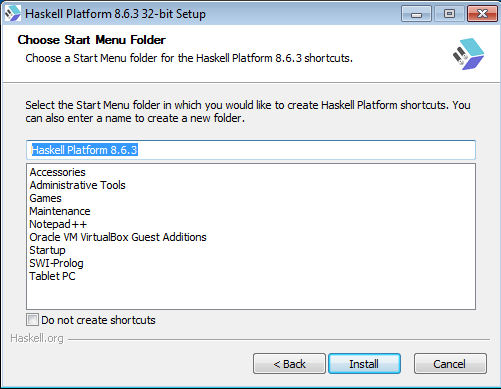 Haskell Platform 8.6.3 32-bit Setup
Choose Start Menu Folder
Choose a Start Menu folder for the Haskell Platform 8.6.3 shortcuts.
Select the Start Menu folder in which you would like to create Haskell Platform shortcuts. You
can also enter a name to create a new folder.
Haskell Platform 8.6.3
Accessories
Administrative Tools
Games
Maintenance
Notepad++
Oracle VM VirtualBox Guest Additions
Startup
SWI-Prolog
Tablet PC
Do not create shortcuts
Haskell.org
< Back Install Cancel